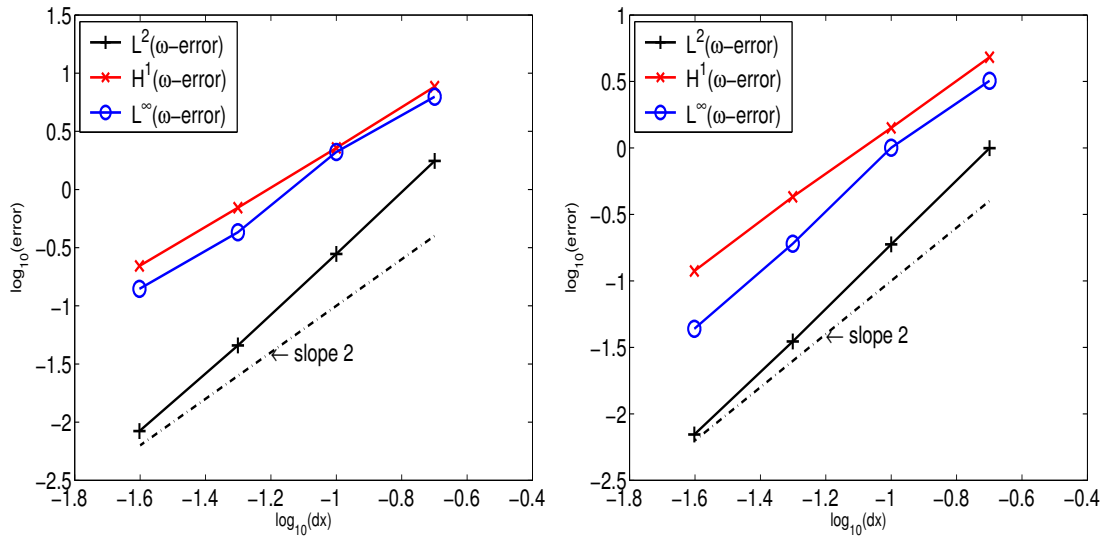 L²(ω−error)
H¹(ω−error)
L∞(ω−error)
1.5
1
0.5
0
−0.5
−1
−1.5
−2
−2.5
log₁₀(error)
← slope 2
−1.8
−1.6
−1.4
−1.2
−1
−0.8
−0.6
−0.4
log₁₀(dx)
L²(ω−error)
H¹(ω−error)
L∞(ω−error)
1
0.5
0
−0.5
−1
−1.5
−2
−2.5
log₁₀(error)
← slope 2
−1.8
−1.6
−1.4
−1.2
−1
−0.8
−0.6
−0.4
log₁₀(dx)